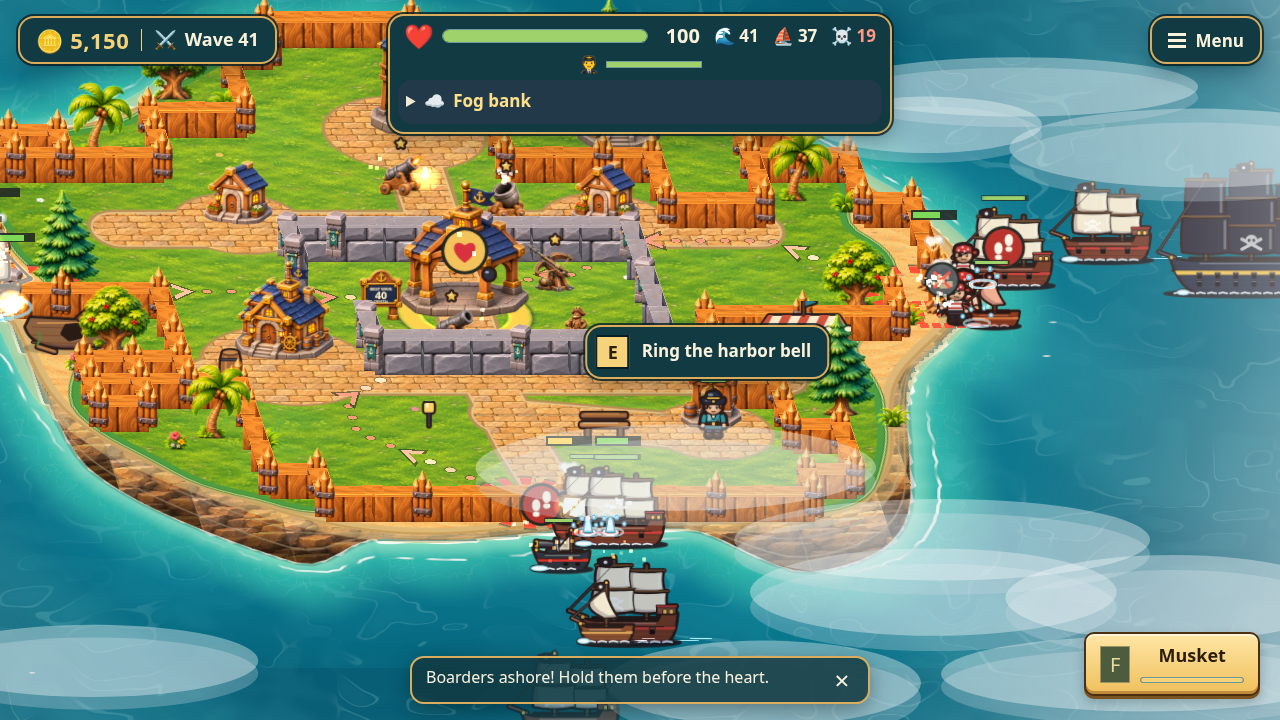 5,150
Wave 41
100
41
37
19
Menu
Fog bank
40
E
Ring the harbor bell
Boarders ashore! Hold them before the heart.
F
Musket